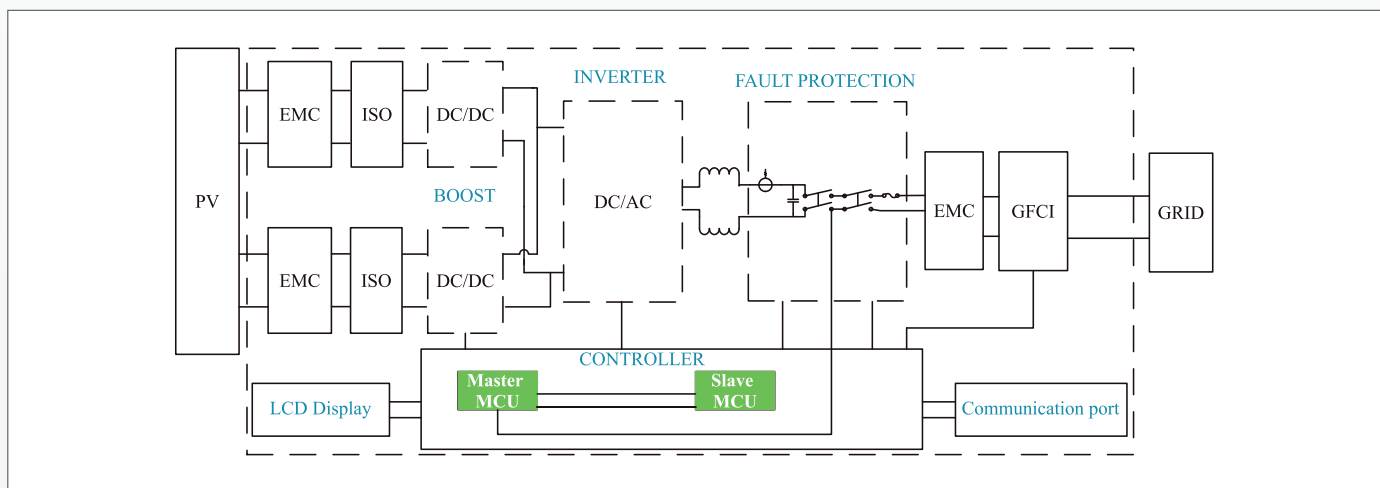 INVERTER
FAULT PROTECTION
EMC
ISO
DC/DC
BOOST
PV
DC/AC
EMC
GFCI
GRID
EMC
ISO
DC/DC
CONTROLLER
Master
MCU
Slave
MCU
LCD Display
Communication port